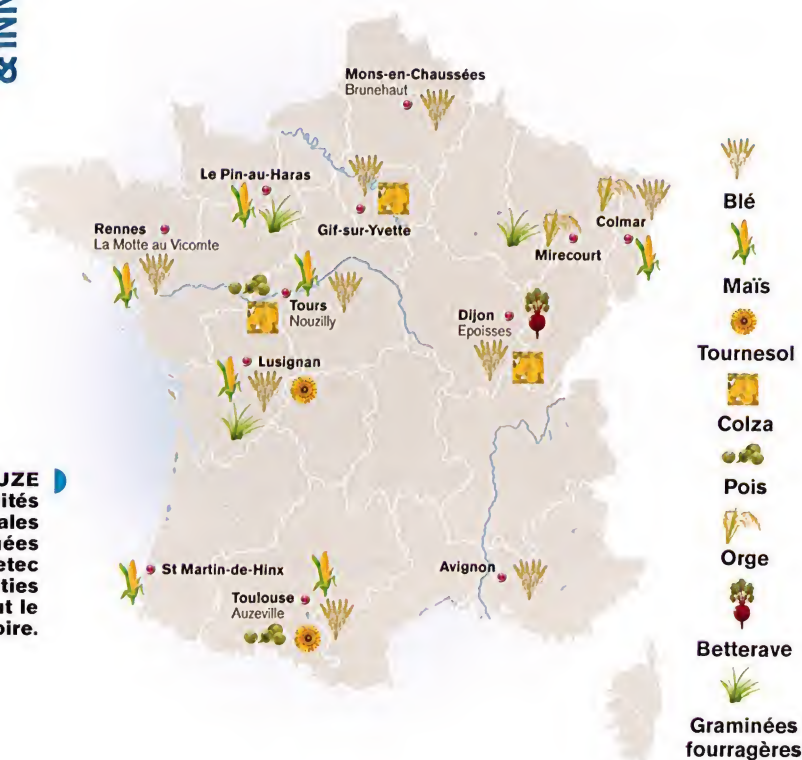 Mons-en-Chaussées
Brunehaut
Le Pin-au-Haras
Rennes
La Motte au Vicomte
Gif-sur-Yvette
Colmar
Mirecourt
Tours
Nouzilly
Dijon
Epoisses
Lusignan
St Martin-de-Hinx
Toulouse
Auzeville
Avignon
Blé
Maïs
Tournesol
Colza
Pois
Orge
Betterave
Graminées
fourragères
UZE
ités
ales
ées
etec
ties
ut le
oire.